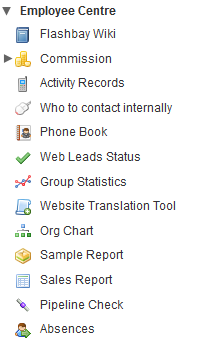 Employee Centre
Flashbay Wiki
Commission
Activity Records
Who to contact internally
Phone Book
Web Leads Status
Group Statistics
Website Translation Tool
Org Chart
Sample Report
Sales Report
Pipeline Check
Absences